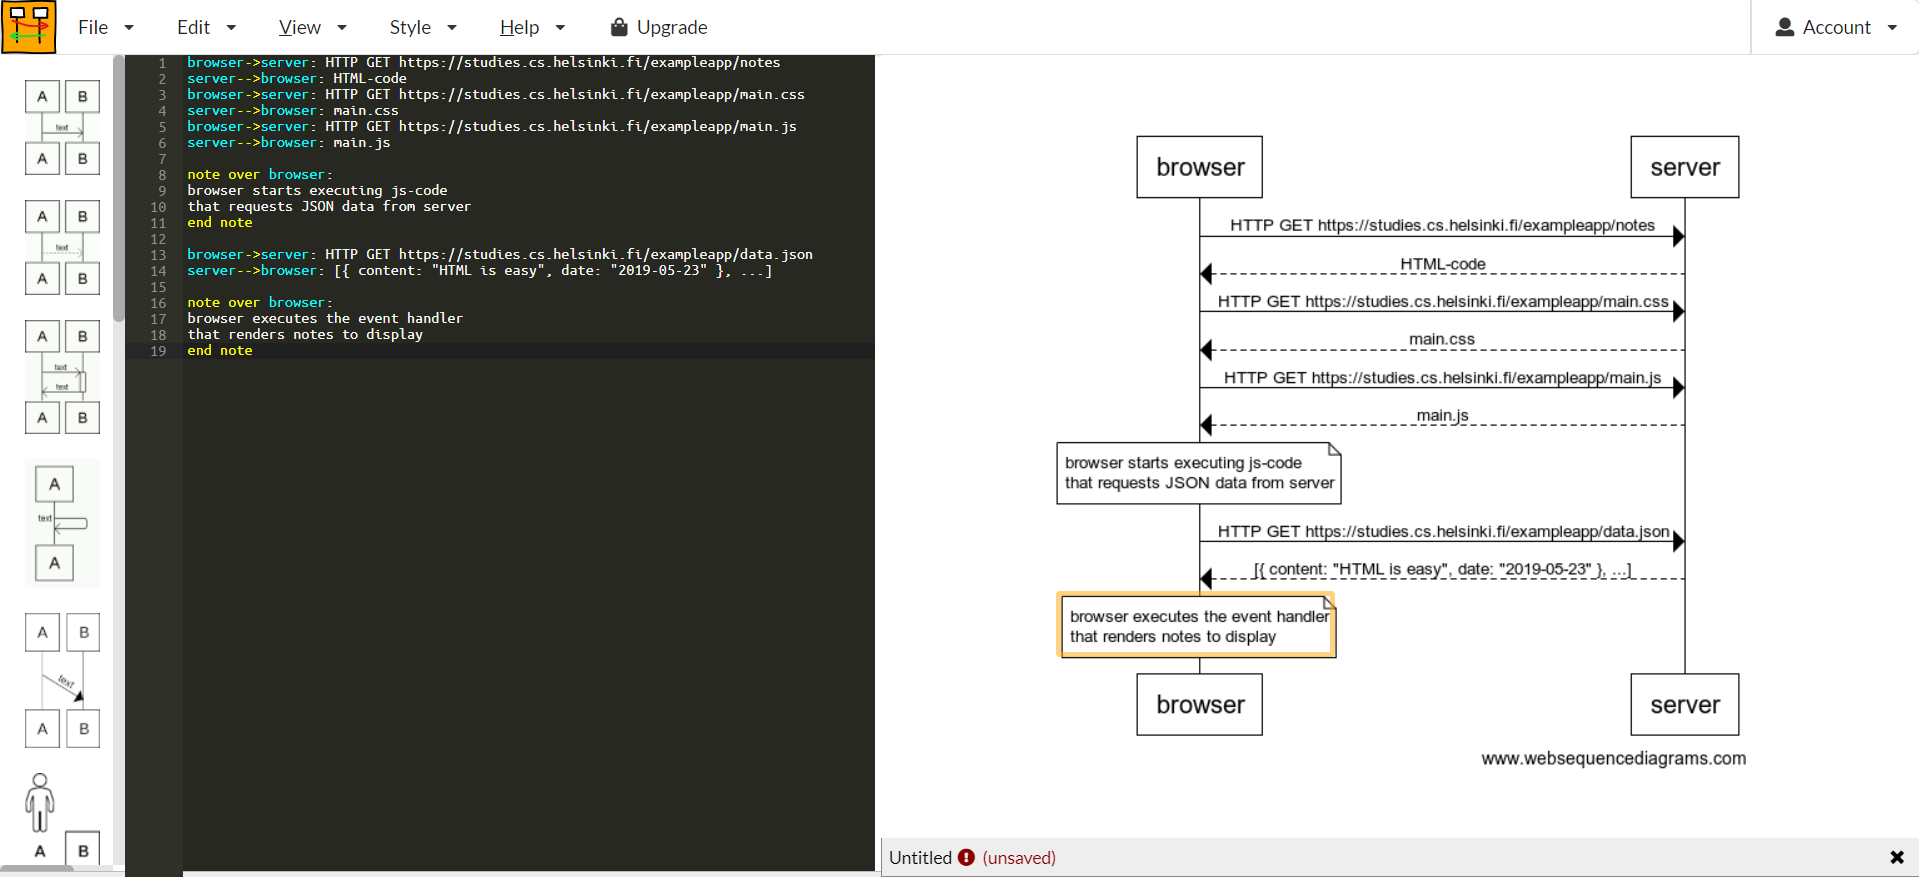 File Edit View Style Help Upgrade Account
A B
text
A B
A B
text
A B
A B
text
text
A B
A
text
A
A B
text
A B
A B
1 browser->server: HTTP GET https://studies.cs.helsinki.fi/exampleapp/notes
2 server-->browser: HTML-code
3 browser->server: HTTP GET https://studies.cs.helsinki.fi/exampleapp/main.css
4 server-->browser: main.css
5 browser->server: HTTP GET https://studies.cs.helsinki.fi/exampleapp/main.js
6 server-->browser: main.js
7
8 note over browser:
9 browser starts executing js-code
10 that requests JSON data from server
11 end note
12
13 browser->server: HTTP GET https://studies.cs.helsinki.fi/exampleapp/data.json
14 server-->browser: [{ content: "HTML is easy", date: "2019-05-23" }, ...]
15
16 note over browser:
17 browser executes the event handler
18 that renders notes to display
19 end note
browser server
HTTP GET https://studies.cs.helsinki.fi/exampleapp/notes
HTML-code
HTTP GET https://studies.cs.helsinki.fi/exampleapp/main.css
main.css
HTTP GET https://studies.cs.helsinki.fi/exampleapp/main.js
main.js
browser starts executing js-code
that requests JSON data from server
HTTP GET https://studies.cs.helsinki.fi/exampleapp/data.json
[{ content: "HTML is easy", date: "2019-05-23" }, ...]
browser executes the event handler
that renders notes to display
browser server
www.websequencediagrams.com
Untitled (unsaved)